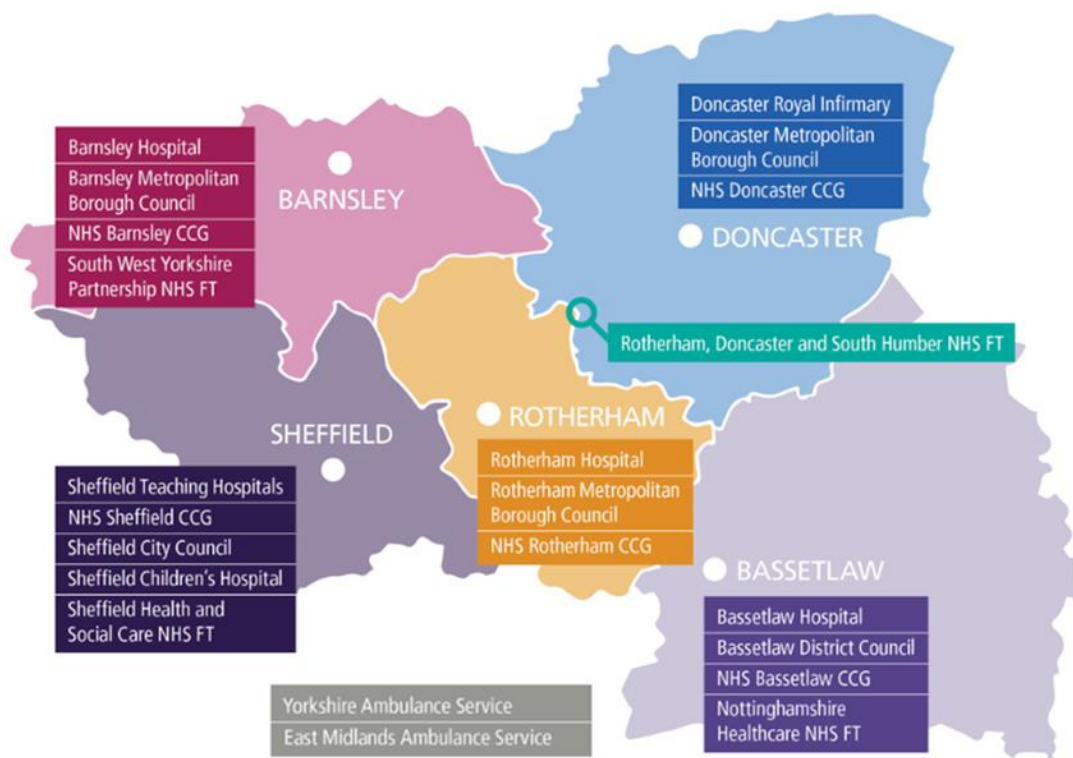 Barnsley Hospital
Barnsley Metropolitan
Borough Council
NHS Barnsley CCG
South West Yorkshire
Partnership NHS FT
BARNSLEY
Doncaster Royal Infirmary
Doncaster Metropolitan
Borough Council
NHS Doncaster CCG
DONCASTER
Rotherham, Doncaster and South Humber NHS FT
SHEFFIELD
Sheffield Teaching Hospitals
NHS Sheffield CCG
Sheffield City Council
Sheffield Children's Hospital
Sheffield Health and
Social Care NHS FT
ROTHERHAM
Rotherham Hospital
Rotherham Metropolitan
Borough Council
NHS Rotherham CCG
BASSETLAW
Bassetlaw Hospital
Bassetlaw District Council
NHS Bassetlaw CCG
Nottinghamshire
Healthcare NHS FT
Yorkshire Ambulance Service
East Midlands Ambulance Service